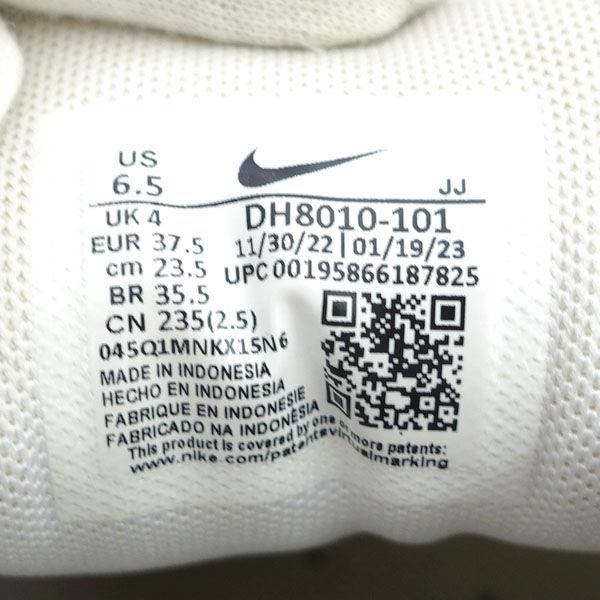 US
6.5
JJ
UK 4
DH8010-101
EUR 37.5
11/30/22 | 01/19/23
cm 23.5
UPC 00195866187825
BR 35.5
CN 235(2.5)
045Q1MNKX15N6
MADE IN INDONESIA
HECHO EN INDONESIA
FABRIQUE EN INDONESIE
FABRICADO NA INDONÉSIA
This product is covered by one or more patents:
www.nike.com/patentsvirtualmarking